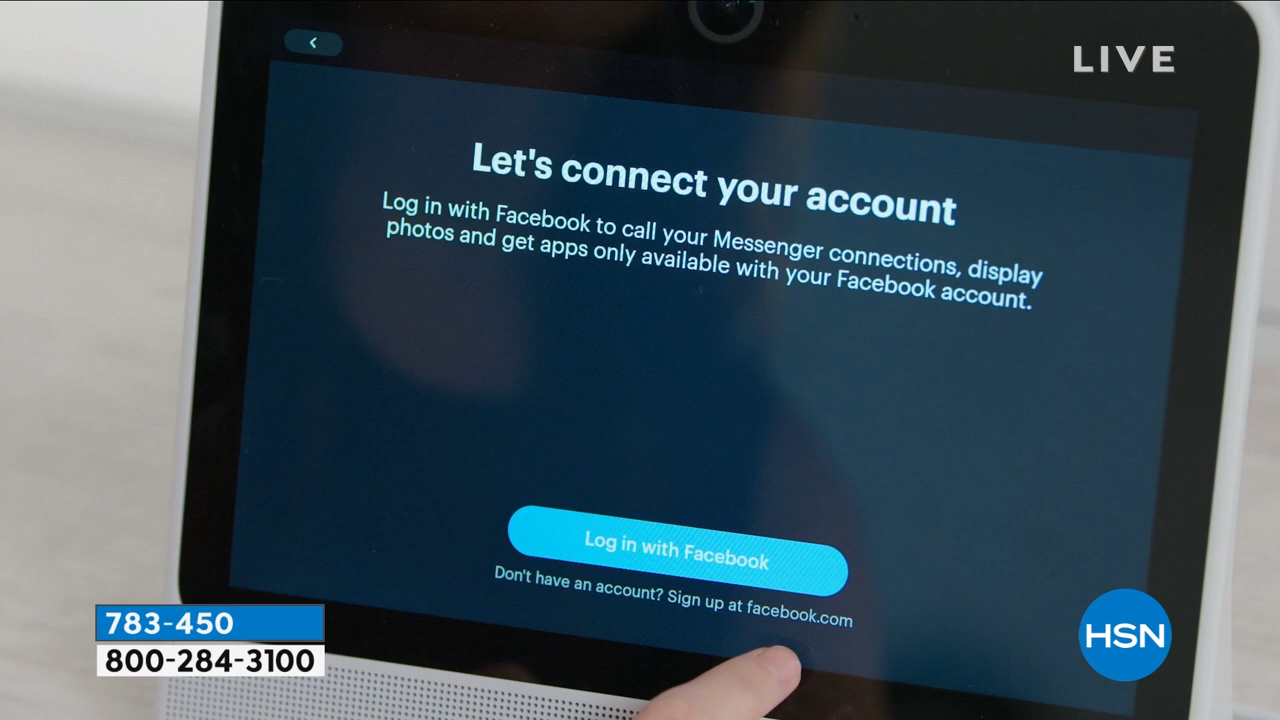 LIVE
Let's connect your account
Log in with Facebook to call your Messenger connections, display
photos and get apps only available with your Facebook account.
Log in with Facebook
Don't have an account? Sign up at facebook.com
783-450
800-284-3100
HSN